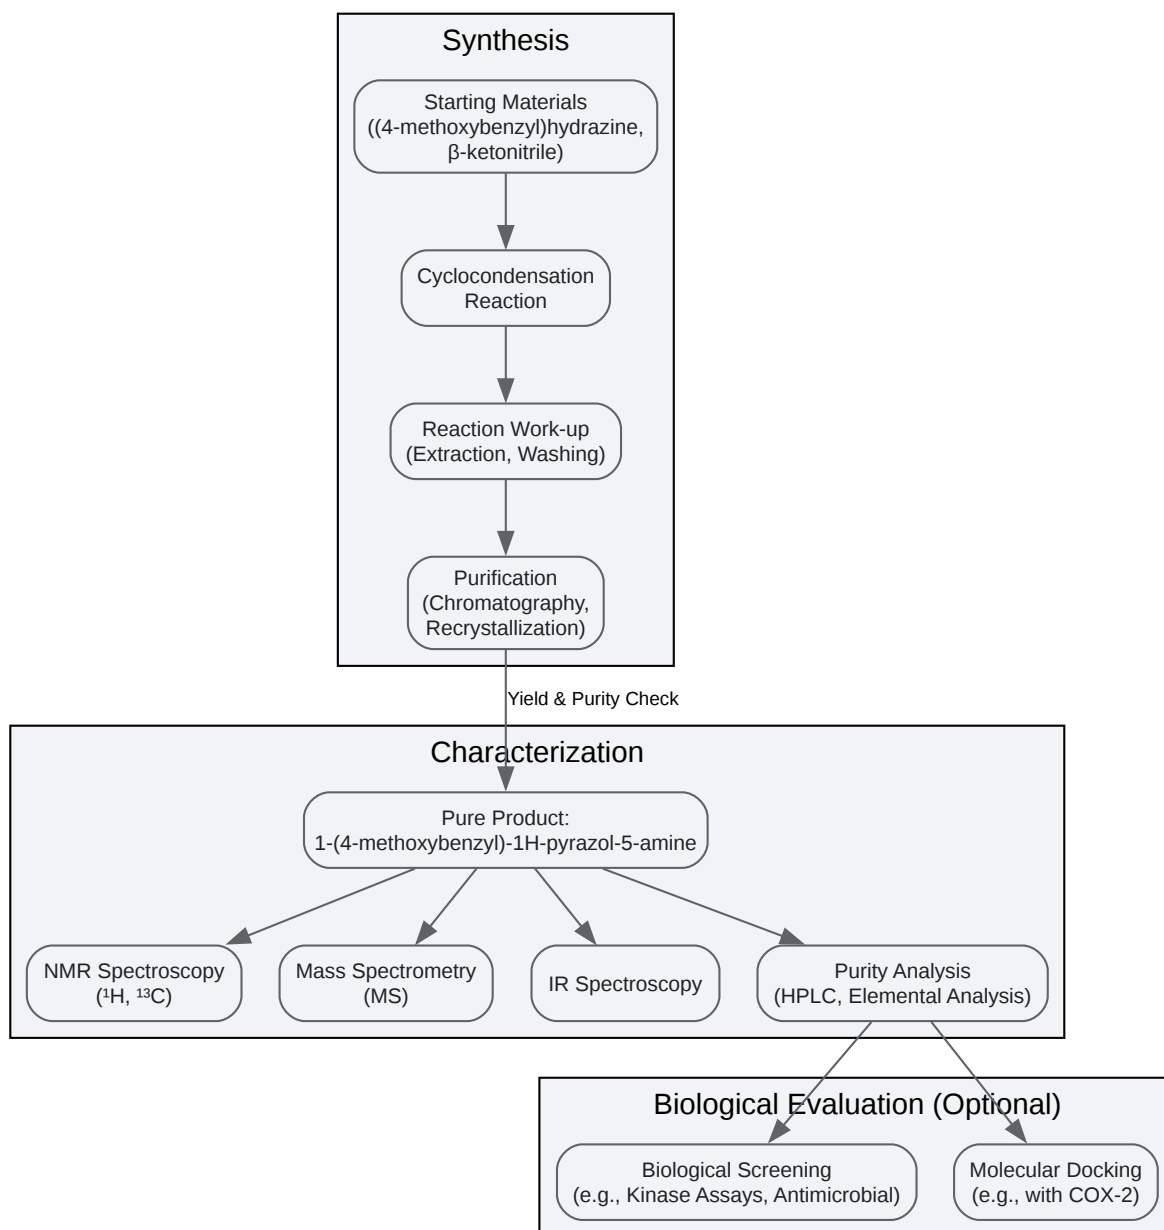 Synthesis
Starting Materials
((4-methoxybenzyl)hydrazine,
β-ketonitrile)
Cyclocondensation
Reaction
Reaction Work-up
(Extraction, Washing)
Purification
(Chromatography,
Recrystallization)
Yield & Purity Check
Characterization
Pure Product:
1-(4-methoxybenzyl)-1H-pyrazol-5-amine
NMR Spectroscopy
(¹H, ¹³C)
Mass Spectrometry
(MS)
IR Spectroscopy
Purity Analysis
(HPLC, Elemental Analysis)
Biological Evaluation (Optional)
Biological Screening
(e.g., Kinase Assays, Antimicrobial)
Molecular Docking
(e.g., with COX-2)